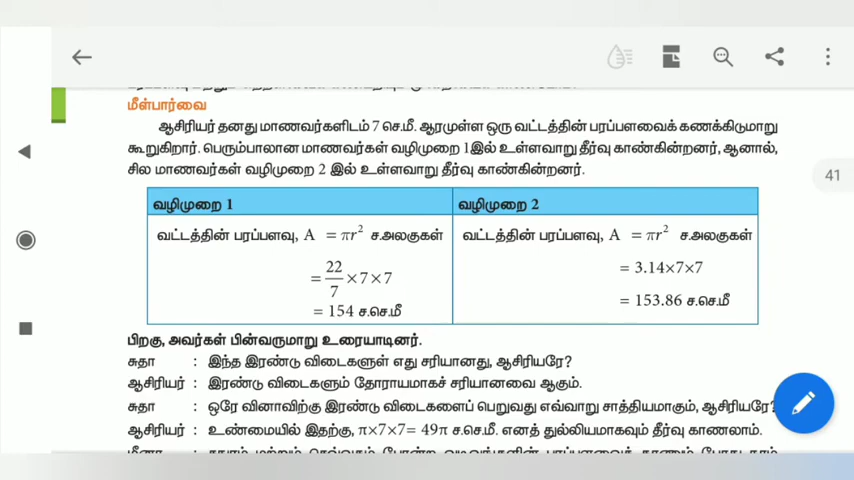 மீள்பார்வை
41
ஆசிரியர் தனது மாணவர்களிடம் 7 செ.மீ. ஆரமுள்ள ஒரு வட்டத்தின் பரப்பளவைக் கணக்கிடுமாறு
கூறுகிறார். பெரும்பாலான மாணவர்கள் வழிமுறை 1இல் உள்ளவாறு தீர்வு காண்கின்றனர், ஆனால்,
சில மாணவர்கள் வழிமுறை 2 இல் உள்ளவாறு தீர்வு காண்கின்றனர்.
வழிமுறை 1
வட்டத்தின் பரப்பளவு, A = πr² ச.அலகுகள்
= 22/7 × 7 × 7
= 154 ச.செ.மீ
வழிமுறை 2
வட்டத்தின் பரப்பளவு, A = πr² ச.அலகுகள்
= 3.14×7×7
= 153.86 ச.செ.மீ
பிறகு, அவர்கள் பின்வருமாறு உரையாடினர்.
சுதா : இந்த இரண்டு விடைகளுள் எது சரியானது, ஆசிரியரே?
ஆசிரியர் : இரண்டு விடைகளும் தோராயமாகச் சரியானவை ஆகும்.
சுதா : ஒரே வினாவிற்கு இரண்டு விடைகளைப் பெறுவது எவ்வாறு சாத்தியமாகும், ஆசிரியரே?
ஆசிரியர் : உண்மையில் இதற்கு, π×7×7= 49π ச.செ.மீ எனத் துல்லியமாகவும் தீர்வு காணலாம்.